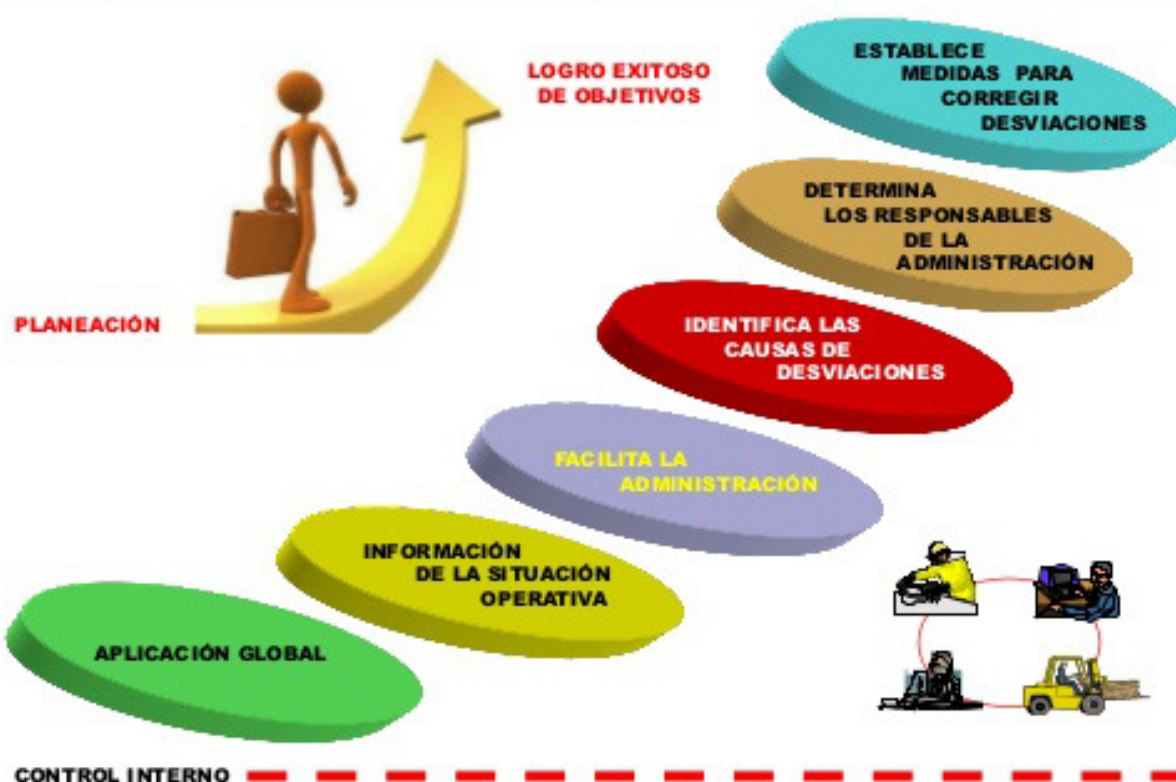 LOGRO EXITOSO
DE OBJETIVOS
PLANEACIÓN
ESTABLECE
MEDIDAS PARA
CORREGIR
DESVIACIONES
DETERMINA
LOS RESPONSABLES
DE LA
ADMINISTRACIÓN
IDENTIFICA LAS
CAUSAS DE
DESVIACIONES
FACILITA LA
ADMINISTRACIÓN
INFORMACIÓN
DE LA SITUACIÓN
OPERATIVA
APLICACIÓN GLOBAL
CONTROL INTERNO